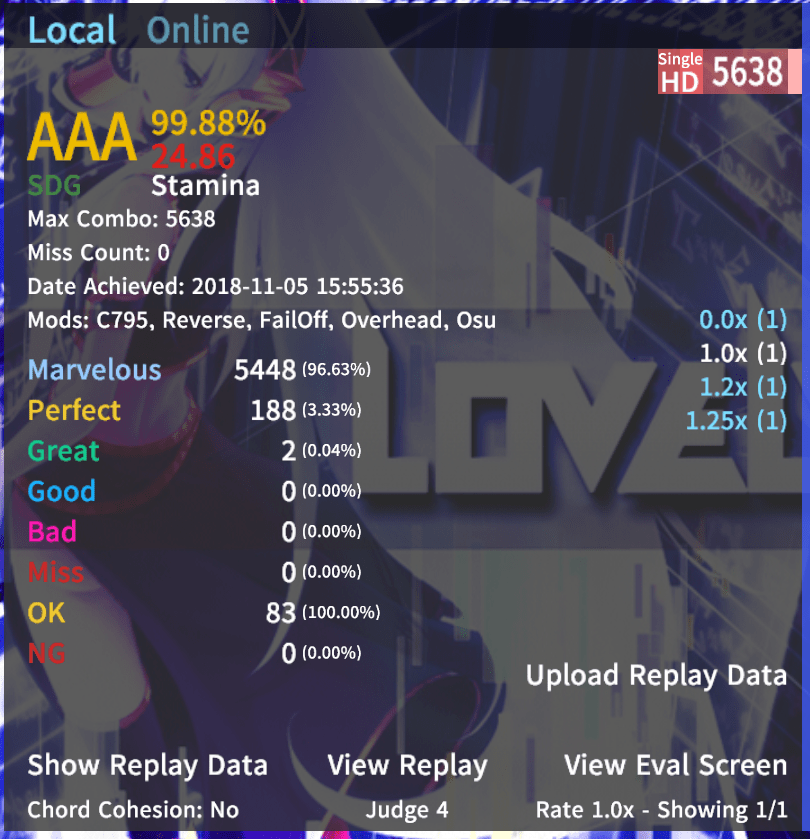 Local Online
Single
HD 5638
AAA 99.88%
24.86
SDG Stamina
Max Combo: 5638
Miss Count: 0
Date Achieved: 2018-11-05 15:55:36
Mods: C795, Reverse, FailOff, Overhead, Osu
0.0x (1)
1.0x (1)
1.2x (1)
1.25x (1)
Marvelous 5448 (96.63%)
Perfect 188 (3.33%)
Great 2 (0.04%)
Good 0 (0.00%)
Bad 0 (0.00%)
Miss 0 (0.00%)
OK 83 (100.00%)
NG 0 (0.00%)
LOVEL
Upload Replay Data
Show Replay Data View Replay View Eval Screen
Chord Cohesion: No Judge 4 Rate 1.0x - Showing 1/1